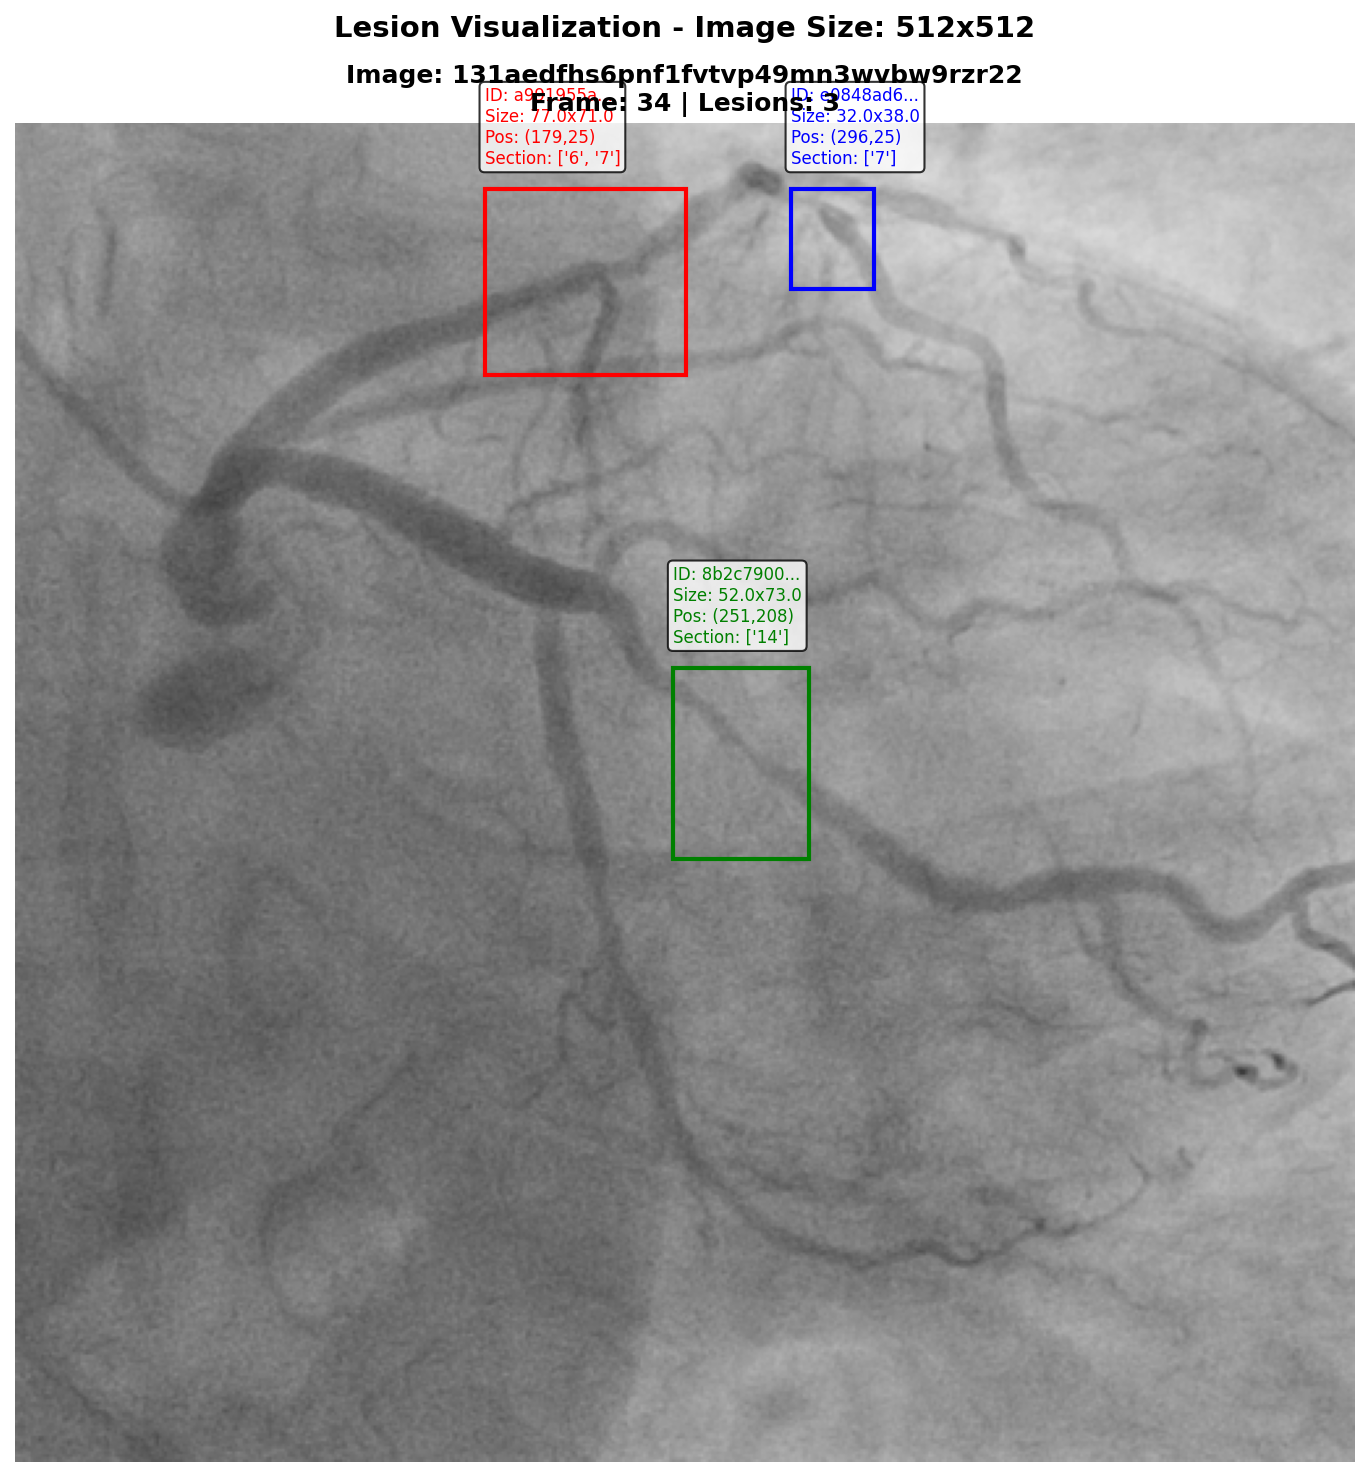 Lesion Visualization - Image Size: 512x512
Image: 131aedfhs6pnf1fvtvp49mn3wvbw9rzr22
Frame: 34 | Lesions: 3
ID: a991955a...
Size: 77.0x71.0
Pos: (179,25)
Section: ['6', '7']
ID: e0848ad6...
Size: 32.0x38.0
Pos: (296,25)
Section: ['7']
ID: 8b2c7900...
Size: 52.0x73.0
Pos: (251,208)
Section: ['14']